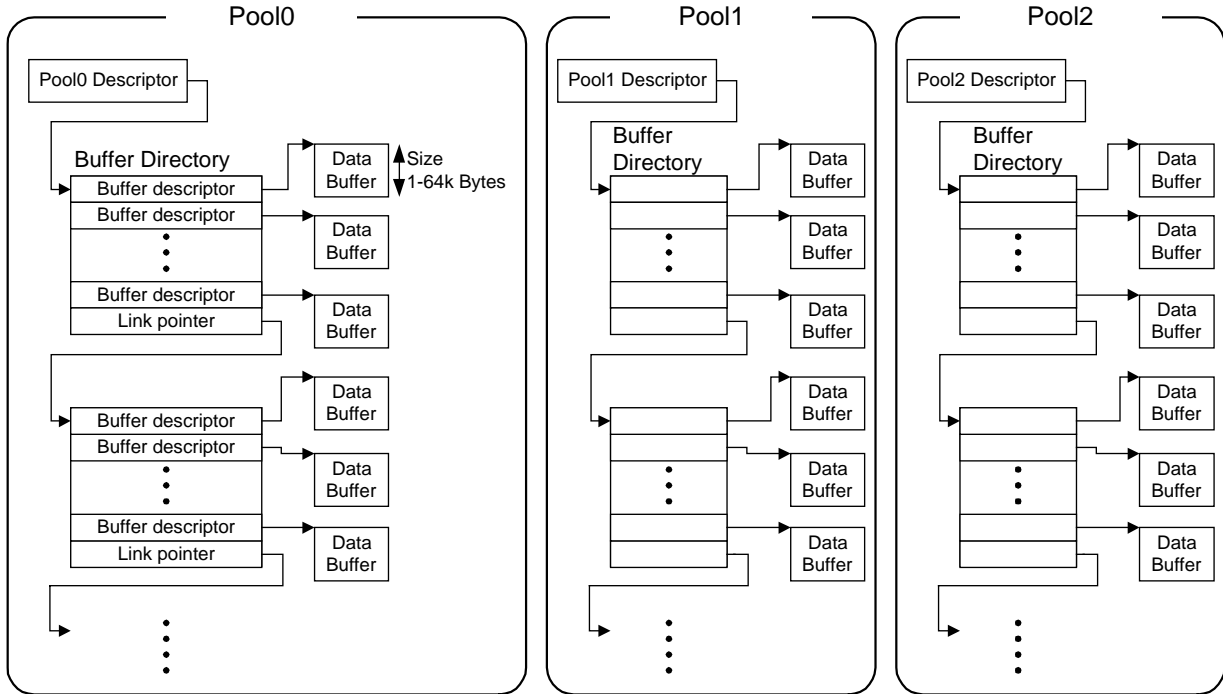 Pool0
Pool0 Descriptor
Buffer Directory
Buffer descriptor
Buffer descriptor
Buffer descriptor
Link pointer
Data
Buffer
Size
1-64k Bytes
Data
Buffer
Data
Buffer
Buffer descriptor
Buffer descriptor
Buffer descriptor
Link pointer
Data
Buffer
Data
Buffer
Data
Buffer
Pool1
Pool1 Descriptor
Buffer
Directory
Data
Buffer
Data
Buffer
Data
Buffer
Data
Buffer
Data
Buffer
Data
Buffer
Pool2
Pool2 Descriptor
Buffer
Directory
Data
Buffer
Data
Buffer
Data
Buffer
Data
Buffer
Data
Buffer
Data
Buffer